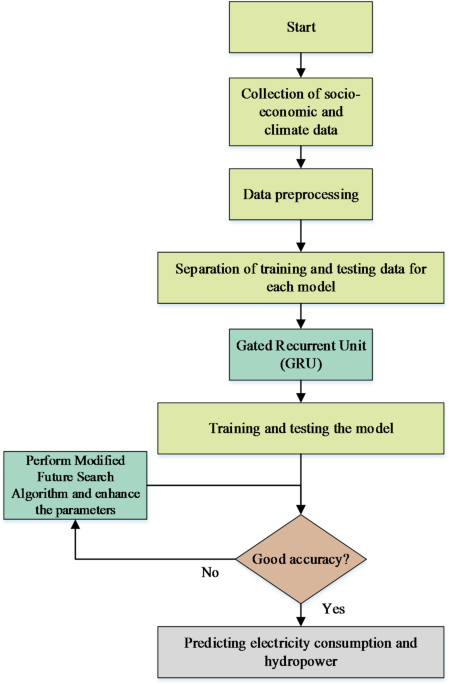 Start
Collection of socio-
economic and
climate data
Data preprocessing
Separation of training and testing data for
each model
Gated Recurrent Unit
(GRU)
Training and testing the model
Perform Modified
Future Search
Algorithm and enhance
the parameters
Good accuracy?
No
Yes
Predicting electricity consumption and
hydropower